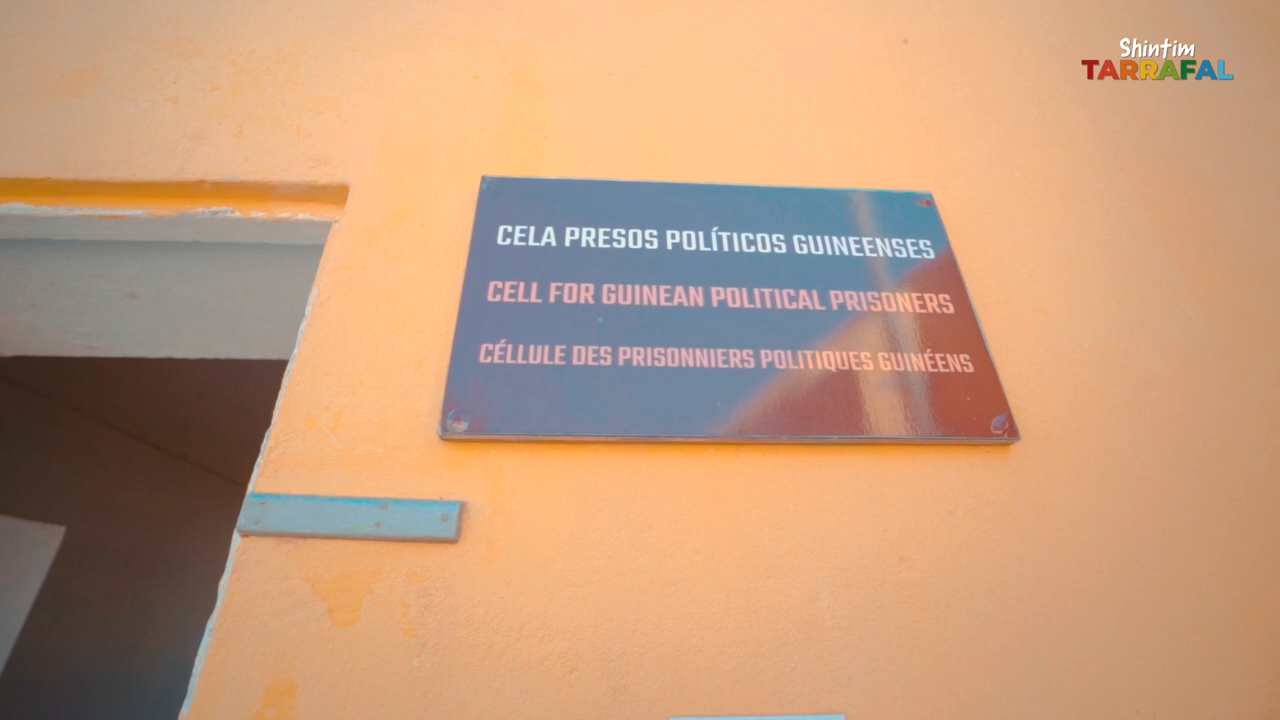 Shintim
TARRAFAL
CELA PRESOS POLÍTICOS GUINEENSES
CELL FOR GUINEAN POLITICAL PRISONERS
CÉLLULE DES PRISONNIERS POLITIQUES GUINÉENS